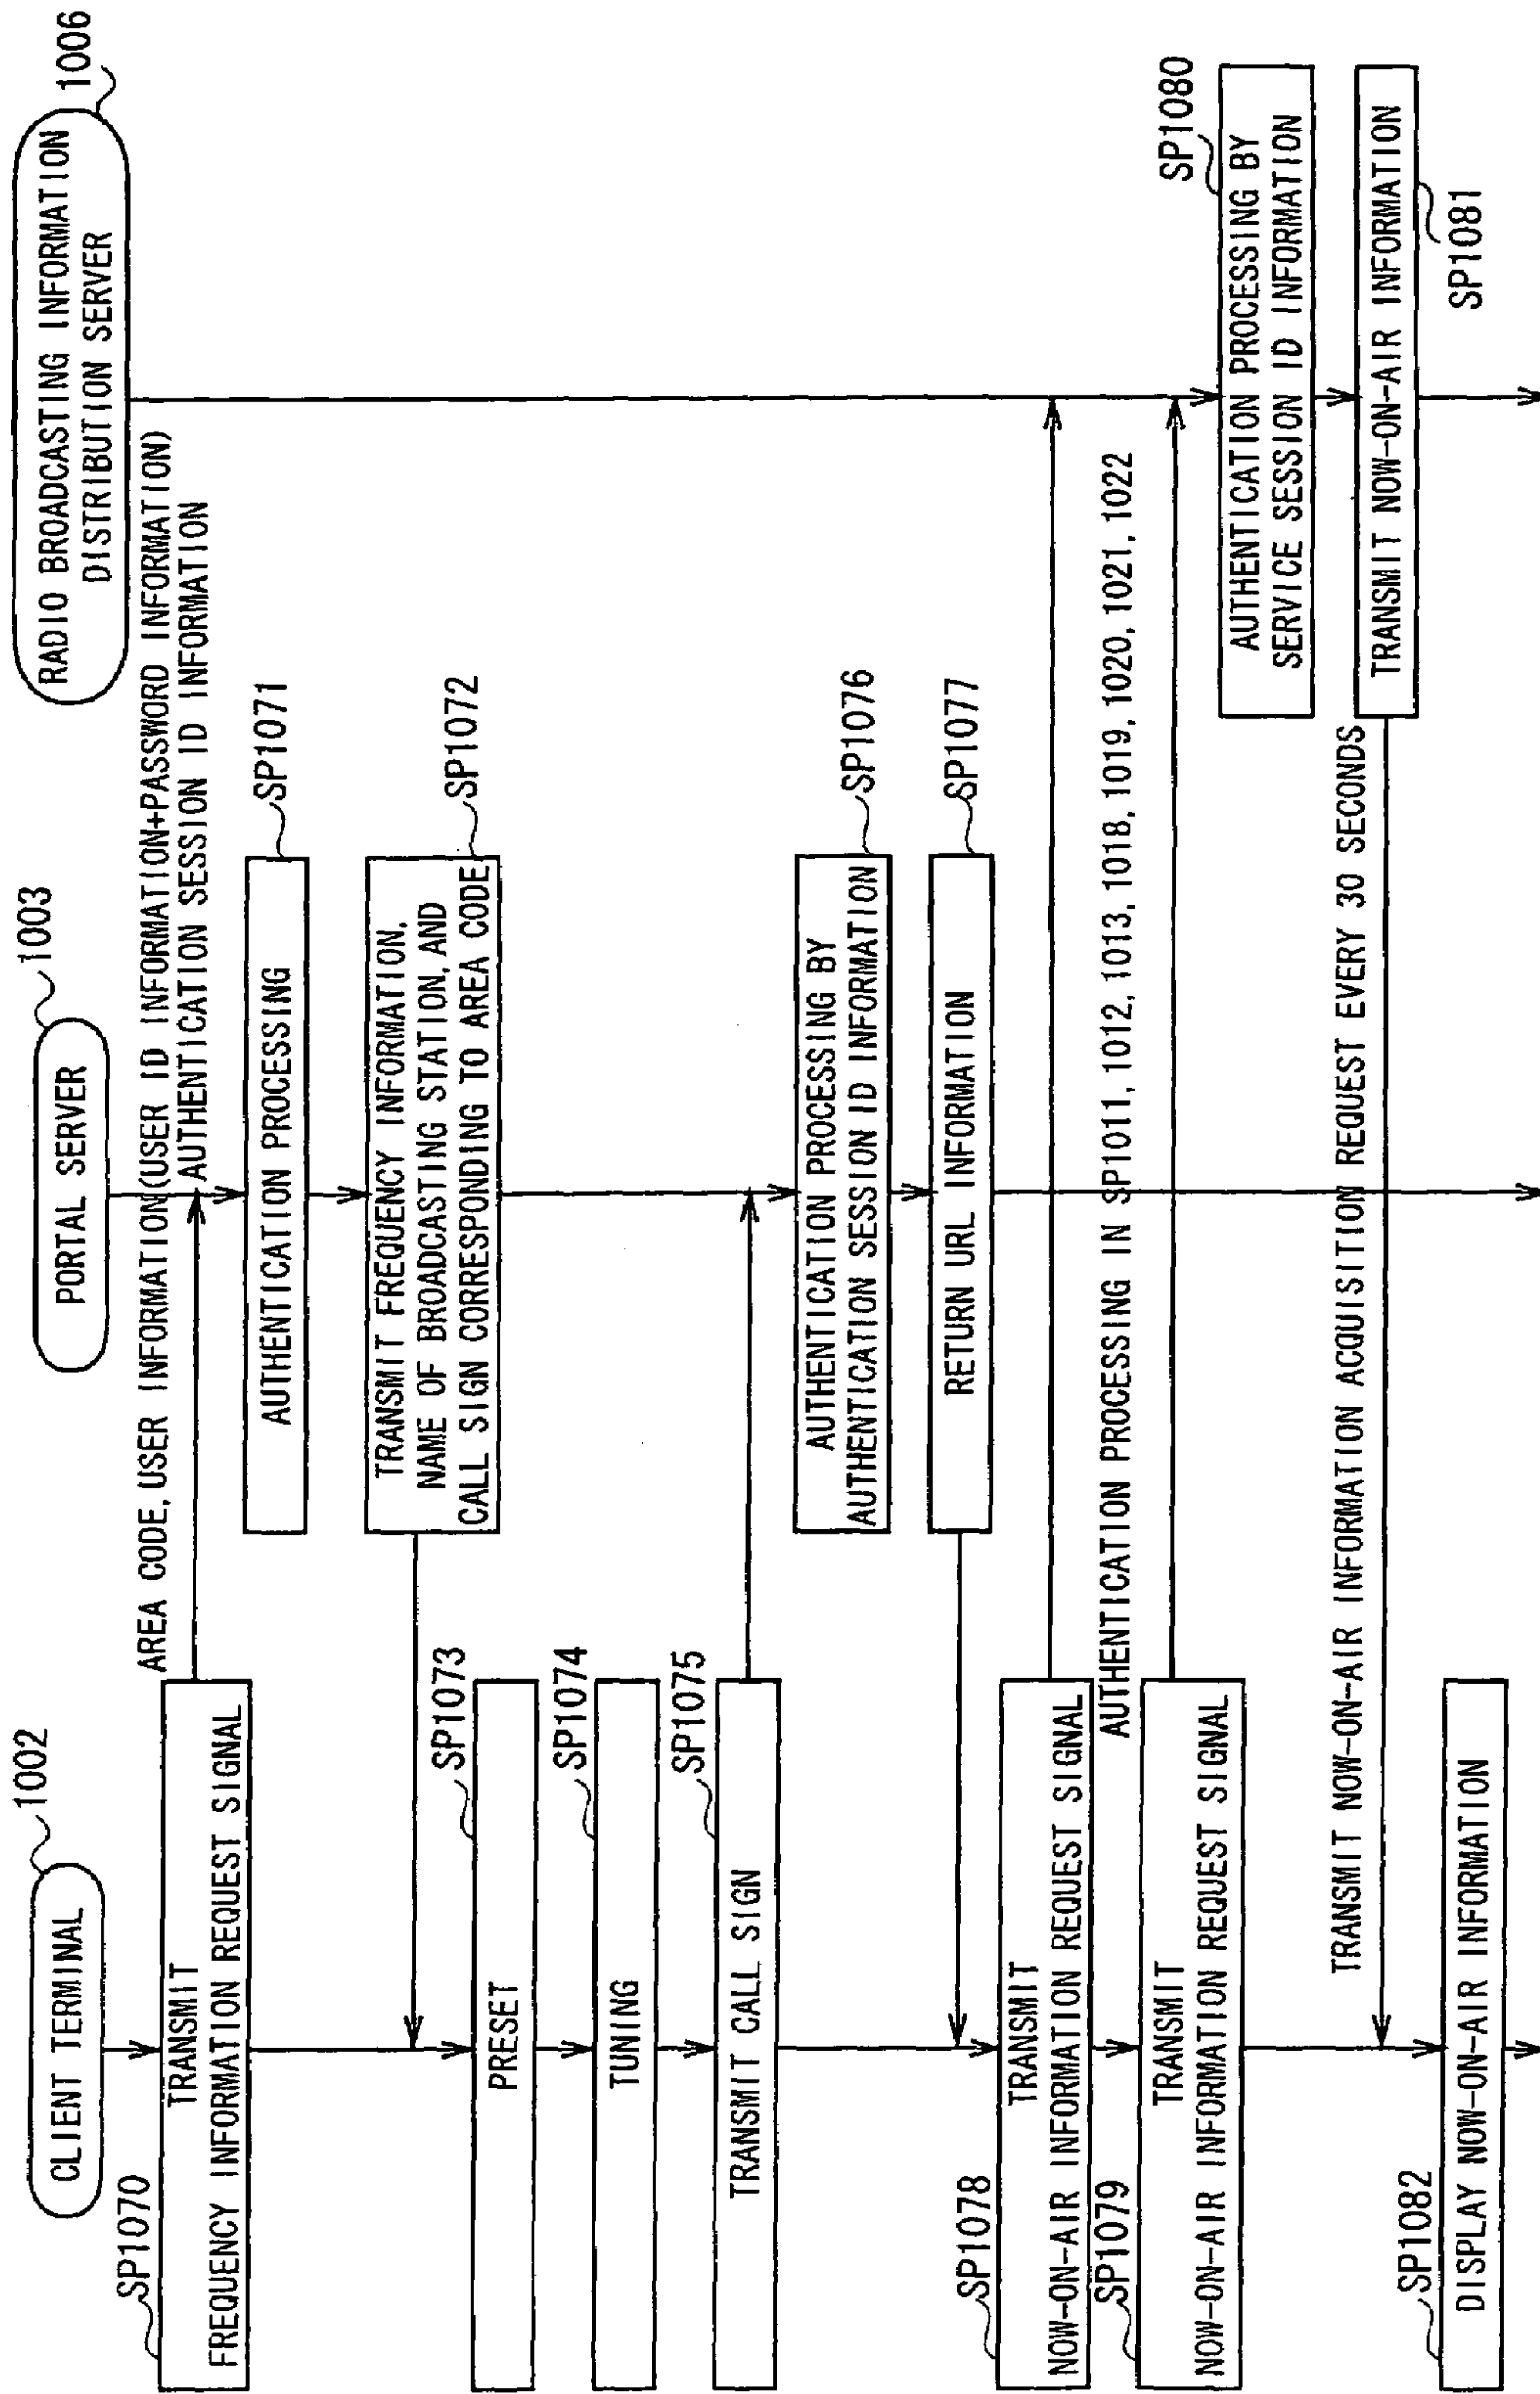 CLIENT TERMINAL
1002
PORTAL SERVER
1003
RADIO BROADCASTING INFORMATION
DISTRIBUTION SERVER
1006
SP1070
TRANSMIT
FREQUENCY INFORMATION REQUEST SIGNAL
AREA CODE, USER INFORMATION(USER ID INFORMATION+PASSWORD INFORMATION)
AUTHENTICATION SESSION ID INFORMATION
AUTHENTICATION PROCESSING
SP1071
TRANSMIT FREQUENCY INFORMATION,
NAME OF BROADCASTING STATION, AND
CALL SIGN CORRESPONDING TO AREA CODE
SP1072
PRESET
SP1073
TUNING
SP1074
TRANSMIT CALL SIGN
SP1075
AUTHENTICATION PROCESSING BY
AUTHENTICATION SESSION ID INFORMATION
SP1076
RETURN URL INFORMATION
SP1077
SP1078
TRANSMIT
NOW-ON-AIR INFORMATION REQUEST SIGNAL
AUTHENTICATION PROCESSING IN SP1011, 1012, 1013, 1018, 1019, 1020, 1021, 1022
SP1079
TRANSMIT
NOW-ON-AIR INFORMATION REQUEST SIGNAL
AUTHENTICATION PROCESSING BY
SERVICE SESSION ID INFORMATION
SP1080
TRANSMIT NOW-ON-AIR INFORMATION ACQUISITION REQUEST EVERY 30 SECONDS
TRANSMIT NOW-ON-AIR INFORMATION
SP1081
SP1082
DISPLAY NOW-ON-AIR INFORMATION